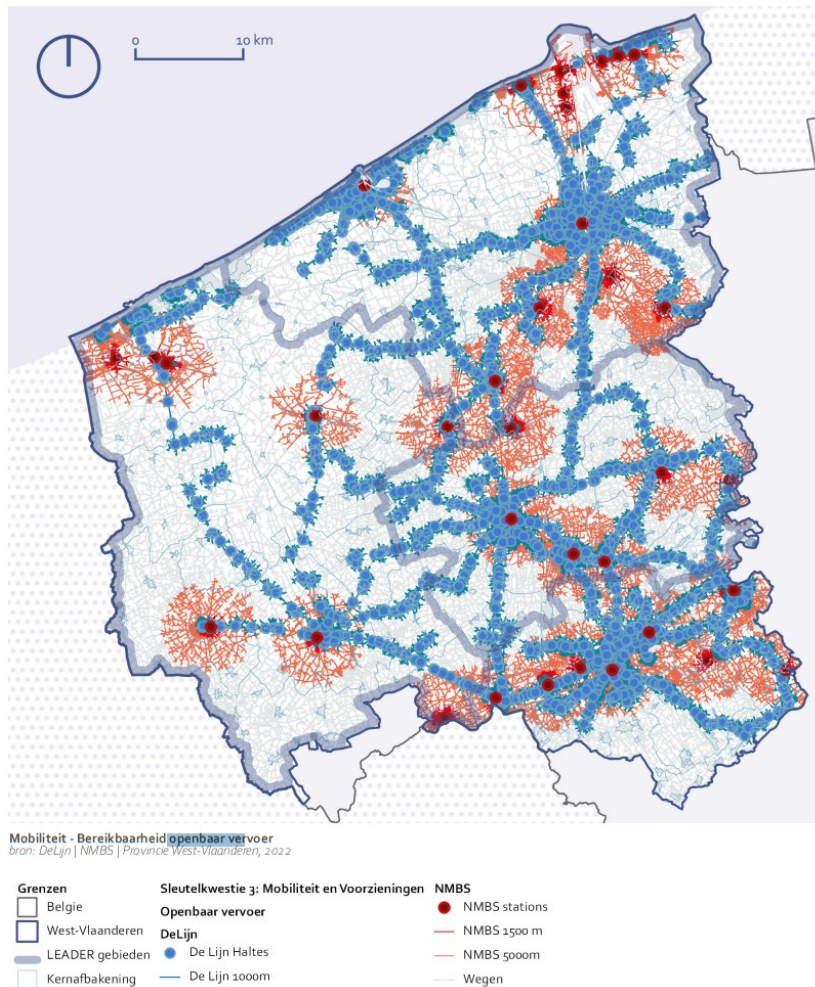 0 10 km
Mobiliteit - Bereikbaarheid openbaar vervoer
bron: DeLijn | NMBS | Provincie West-Vlaanderen, 2022
Grenzen
Belgie
West-Vlaanderen
LEADER gebieden
Kernafbakening
Sleutelkwestie 3: Mobiliteit en Voorzieningen
Openbaar vervoer
DeLijn
De Lijn Haltes
De Lijn 1000m
NMBS
NMBS stations
NMBS 1500 m
NMBS 5000m
Wegen